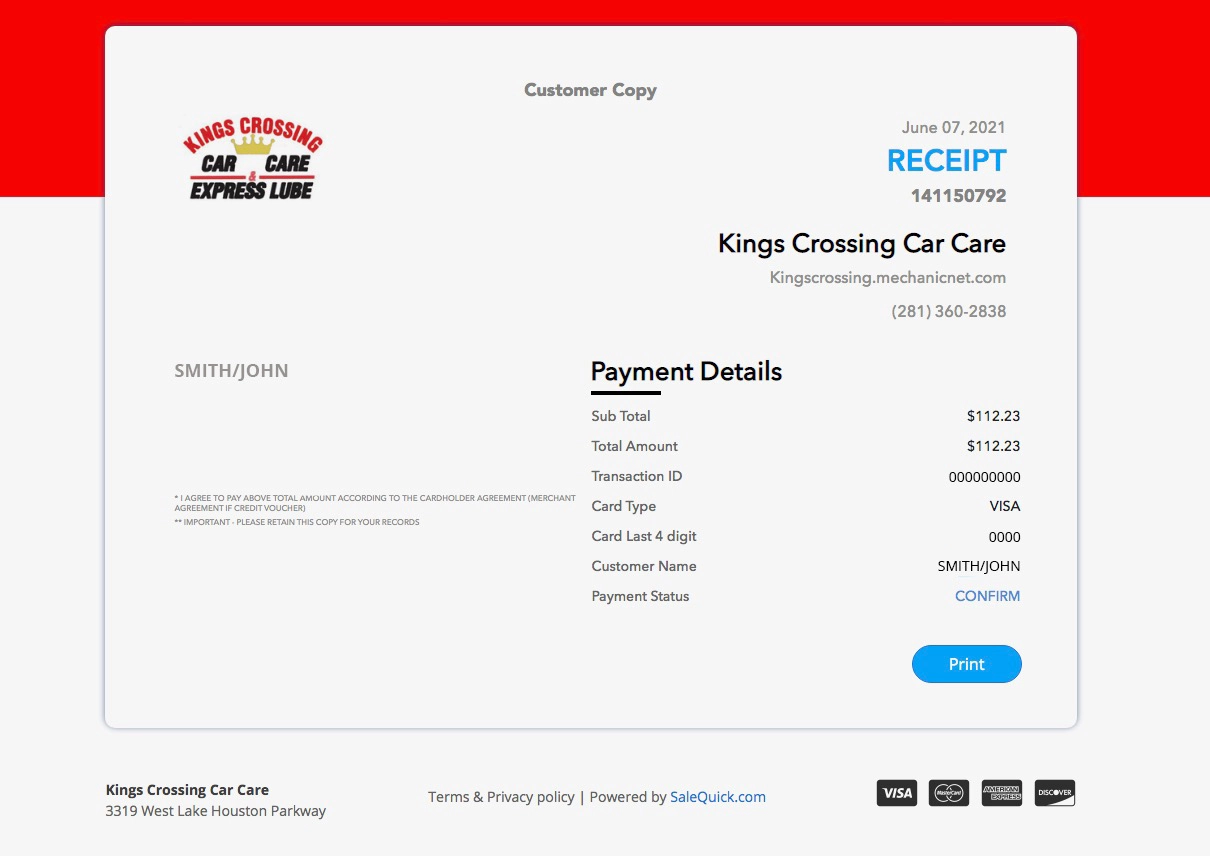 Customer Copy
KINGS CROSSING
CAR CARE
&
EXPRESS LUBE
June 07, 2021
RECEIPT
141150792
Kings Crossing Car Care
Kingscrossing.mechanicnet.com
(281) 360-2838
SMITH/JOHN
* I AGREE TO PAY ABOVE TOTAL AMOUNT ACCORDING TO THE CARDHOLDER AGREEMENT (MERCHANT
AGREEMENT IF CREDIT VOUCHER)
** IMPORTANT - PLEASE RETAIN THIS COPY FOR YOUR RECORDS
Payment Details
Sub Total $112.23
Total Amount $112.23
Transaction ID 000000000
Card Type VISA
Card Last 4 digit 0000
Customer Name SMITH/JOHN
Payment Status CONFIRM
Print
Kings Crossing Car Care
3319 West Lake Houston Parkway
Terms & Privacy policy | Powered by SaleQuick.com
VISA MasterCard AMERICAN EXPRESS DISCOVER